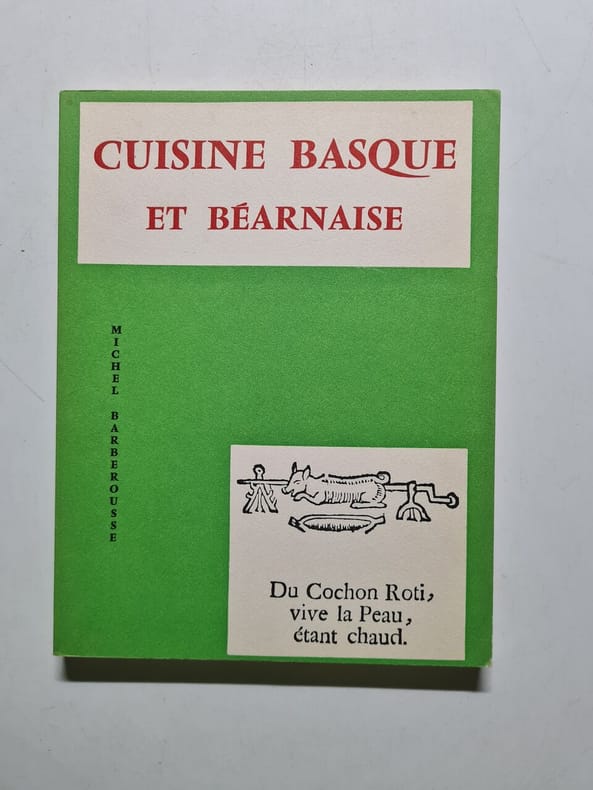 CUISINE BASQUE
ET BÉARNAISE
MICHEL BARBEROUSSE
Du Cochon Roti,
vive la Peau,
étant chaud.